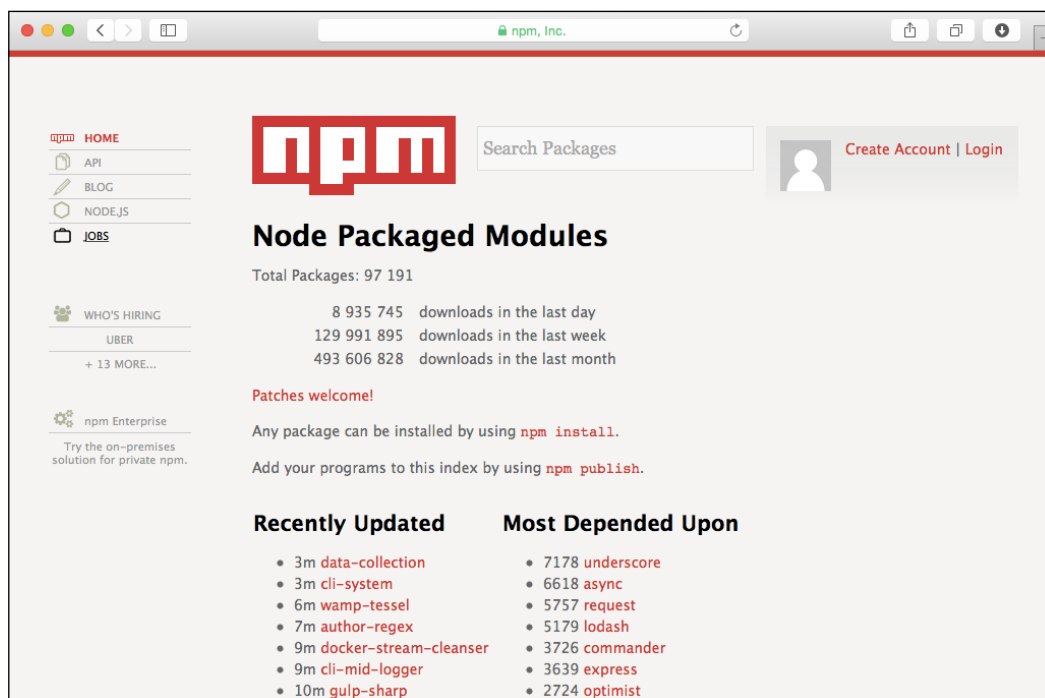 npm, Inc.
npm HOME
API
BLOG
NODE.JS
JOBS
WHO'S HIRING
UBER
+ 13 MORE...
npm Enterprise
Try the on-premises
solution for private npm.
npm
Search Packages
Create Account | Login
Node Packaged Modules
Total Packages: 97 191
8 935 745 downloads in the last day
129 991 895 downloads in the last week
493 606 828 downloads in the last month
Patches welcome!
Any package can be installed by using npm install.
Add your programs to this index by using npm publish.
Recently Updated
• 3m data-collection
• 3m cli-system
• 6m wamp-tessel
• 7m author-regex
• 9m docker-stream-cleanser
• 9m cli-mid-logger
• 10m gulp-sharp
Most Depended Upon
• 7178 underscore
• 6618 async
• 5757 request
• 5179 lodash
• 3726 commander
• 3639 express
• 2724 optimist